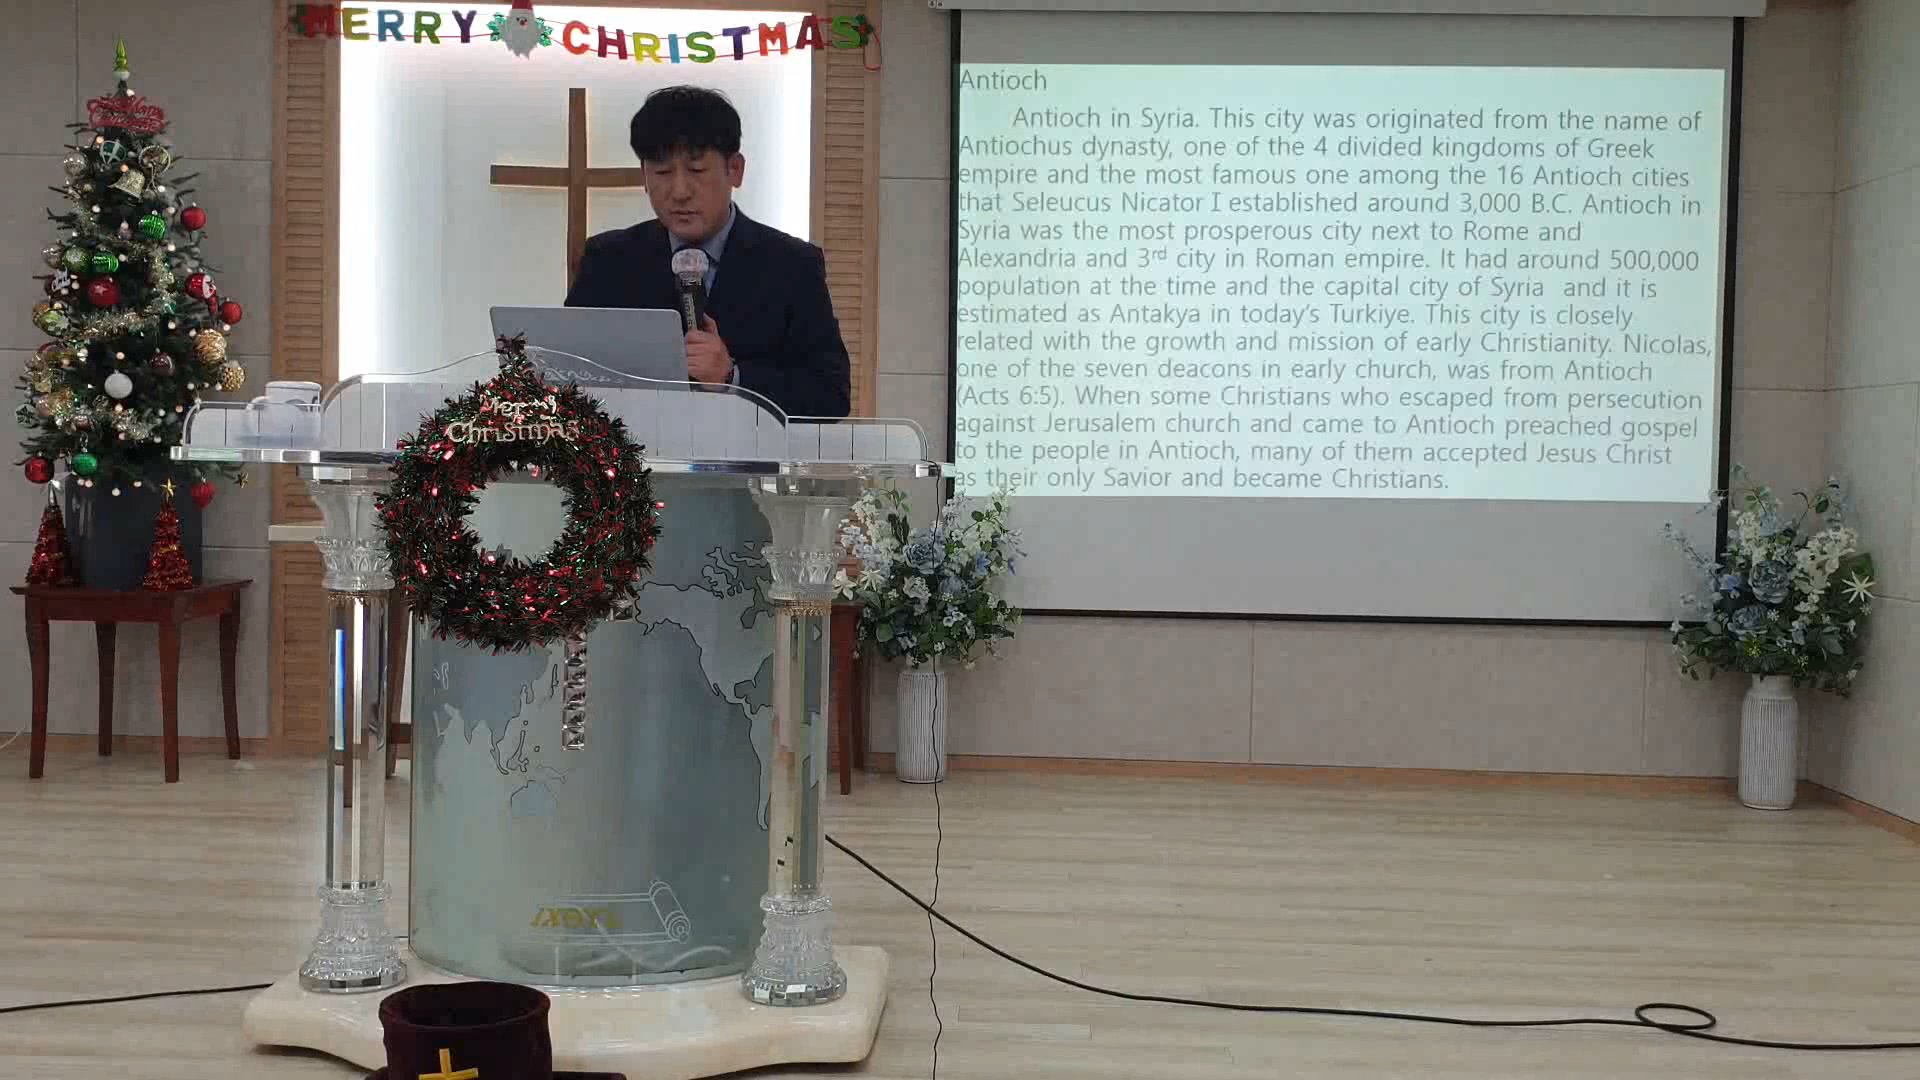 MERRY CHRISTMAS
Antioch
Antioch in Syria. This city was originated from the name of
Antiochus dynasty, one of the 4 divided kingdoms of Greek
empire and the most famous one among the 16 Antioch cities
that Seleucus Nicator I established around 3,000 B.C. Antioch in
Syria was the most prosperous city next to Rome and
Alexandria and 3rd city in Roman empire. It had around 500,000
population at the time and the capital city of Syria and it is
estimated as Antakya in today's Turkiye. This city is closely
related with the growth and mission of early Christianity. Nicolas,
one of the seven deacons in early church, was from Antioch
(Acts 6:5). When some Christians who escaped from persecution
against Jerusalem church and came to Antioch preached gospel
to the people in Antioch, many of them accepted Jesus Christ
as their only Savior and became Christians.
Merry
Christmas